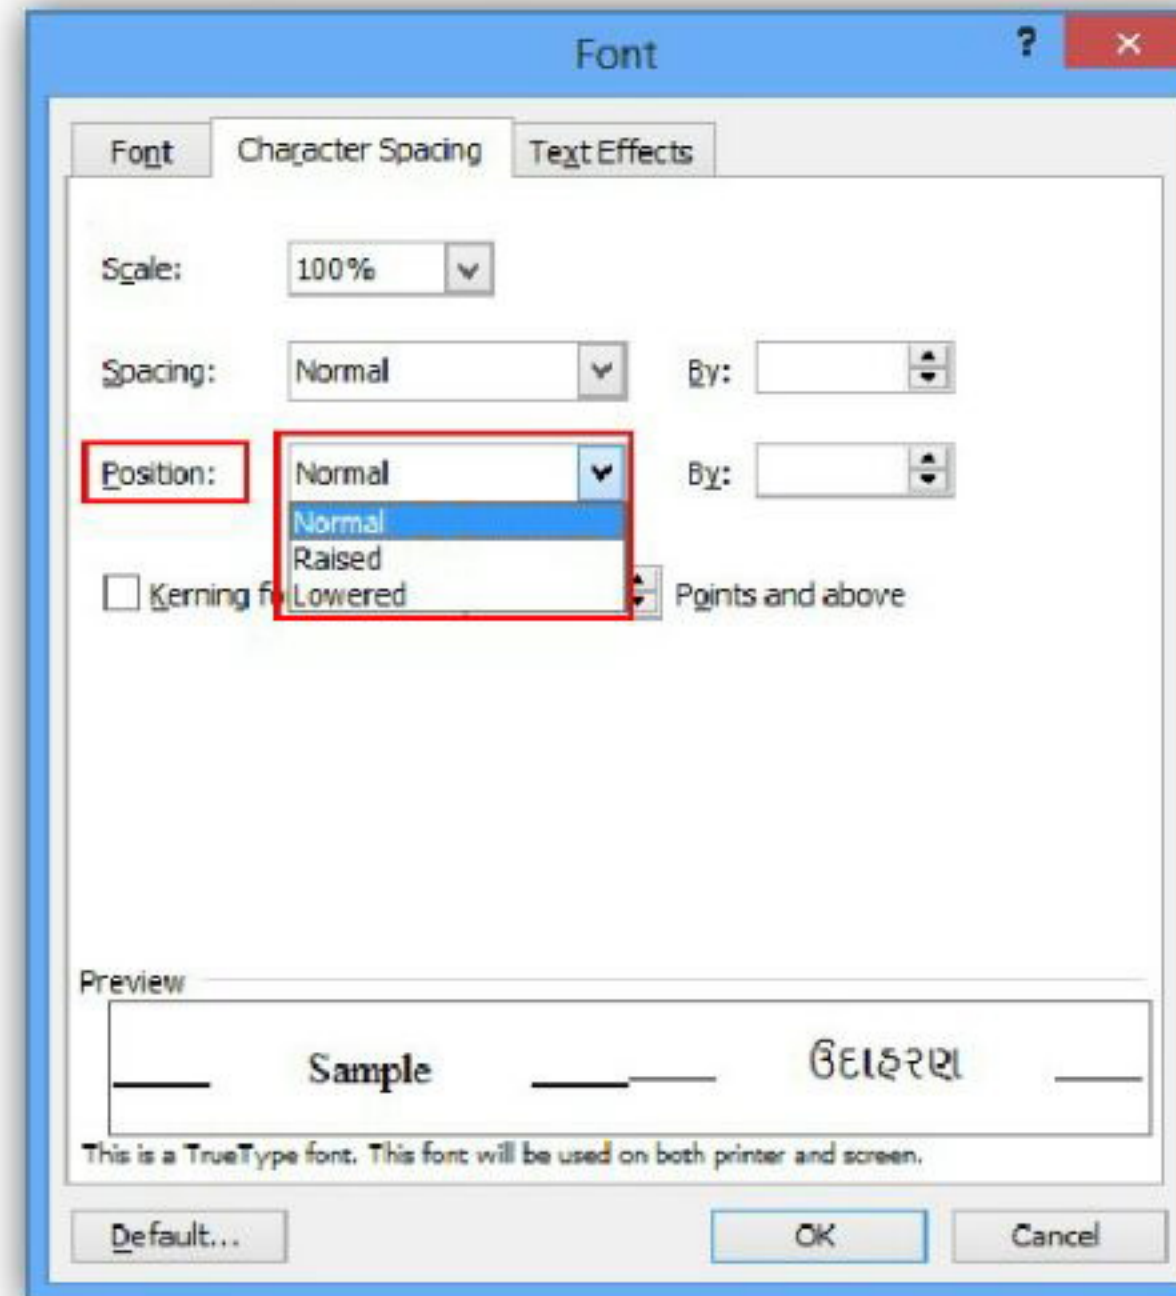 Font ?
Font Character Spacing Text Effects
Scale: 100%
Spacing: Normal By:
Position: Normal By:
Normal
Raised
Kerning fo Lowered Points and above
Preview
Sample ઉદાહરણ
This is a TrueType font. This font will be used on both printer and screen.
Default... OK Cancel